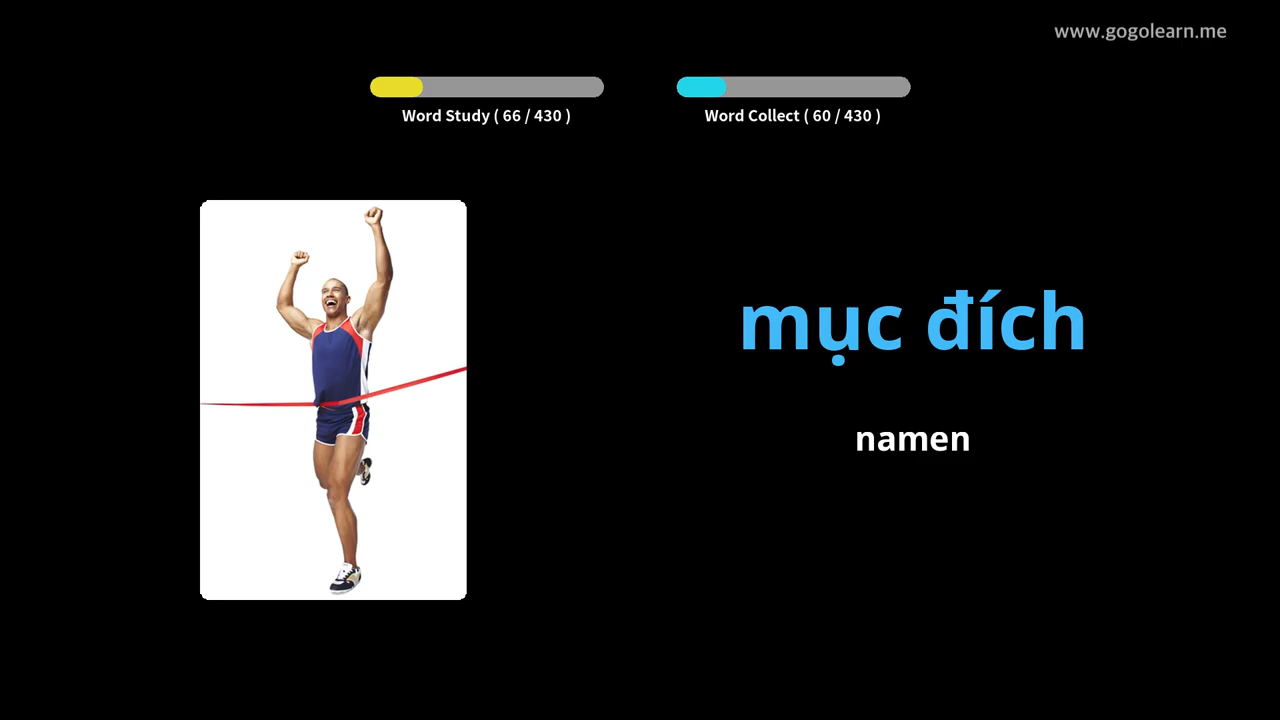 www.gogolearn.me
Word Study ( 66 / 430 )
Word Collect ( 60 / 430 )
mục đích
namen